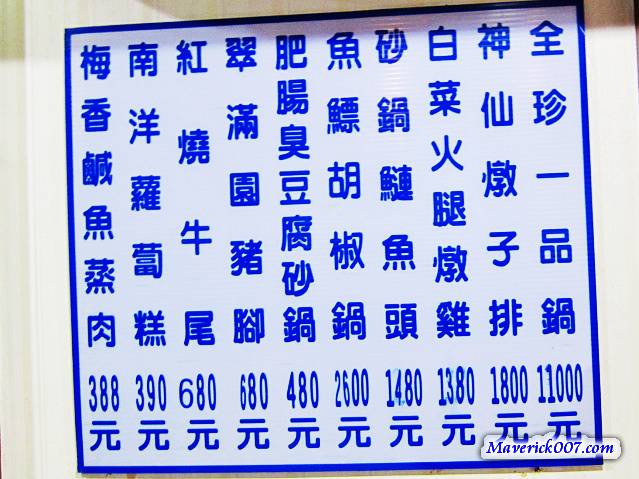 全珍一品鍋 11000元
神仙燉子排 1800元
白菜火腿燉雞 1380元
砂鍋鰱魚頭 1480元
魚鰾胡椒鍋 2600元
肥腸臭豆腐砂鍋 480元
翠滿園豬腳 680元
紅燒牛尾 680元
南洋蘿蔔糕 390元
梅香鹹魚蒸肉 388元
Maverick007.com